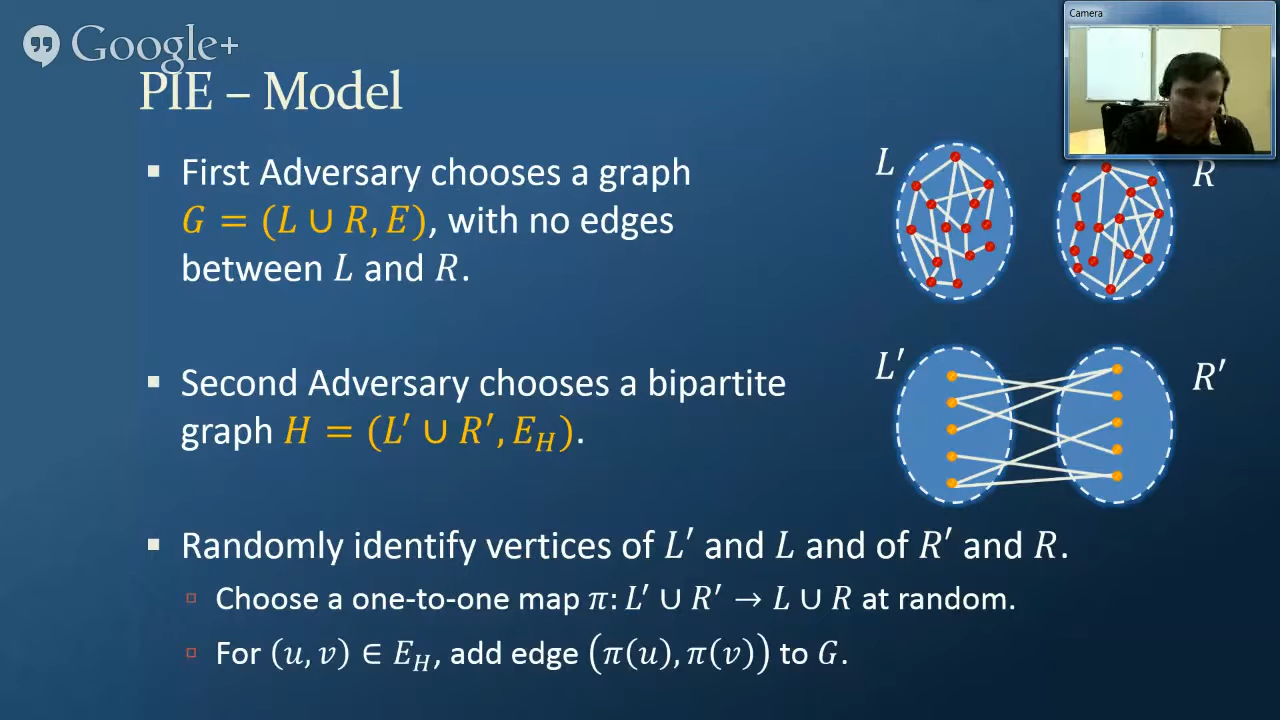 Google+
Camera
PIE – Model
▪ First Adversary chooses a graph
G = (L ∪ R, E), with no edges
between L and R.
L
R
▪ Second Adversary chooses a bipartite
graph H = (L′ ∪ R′, E_H).
L′
R′
▪ Randomly identify vertices of L′ and L and of R′ and R.
▫ Choose a one-to-one map π: L′ ∪ R′ → L ∪ R at random.
▫ For (u, v) ∈ E_H, add edge (π(u), π(v)) to G.